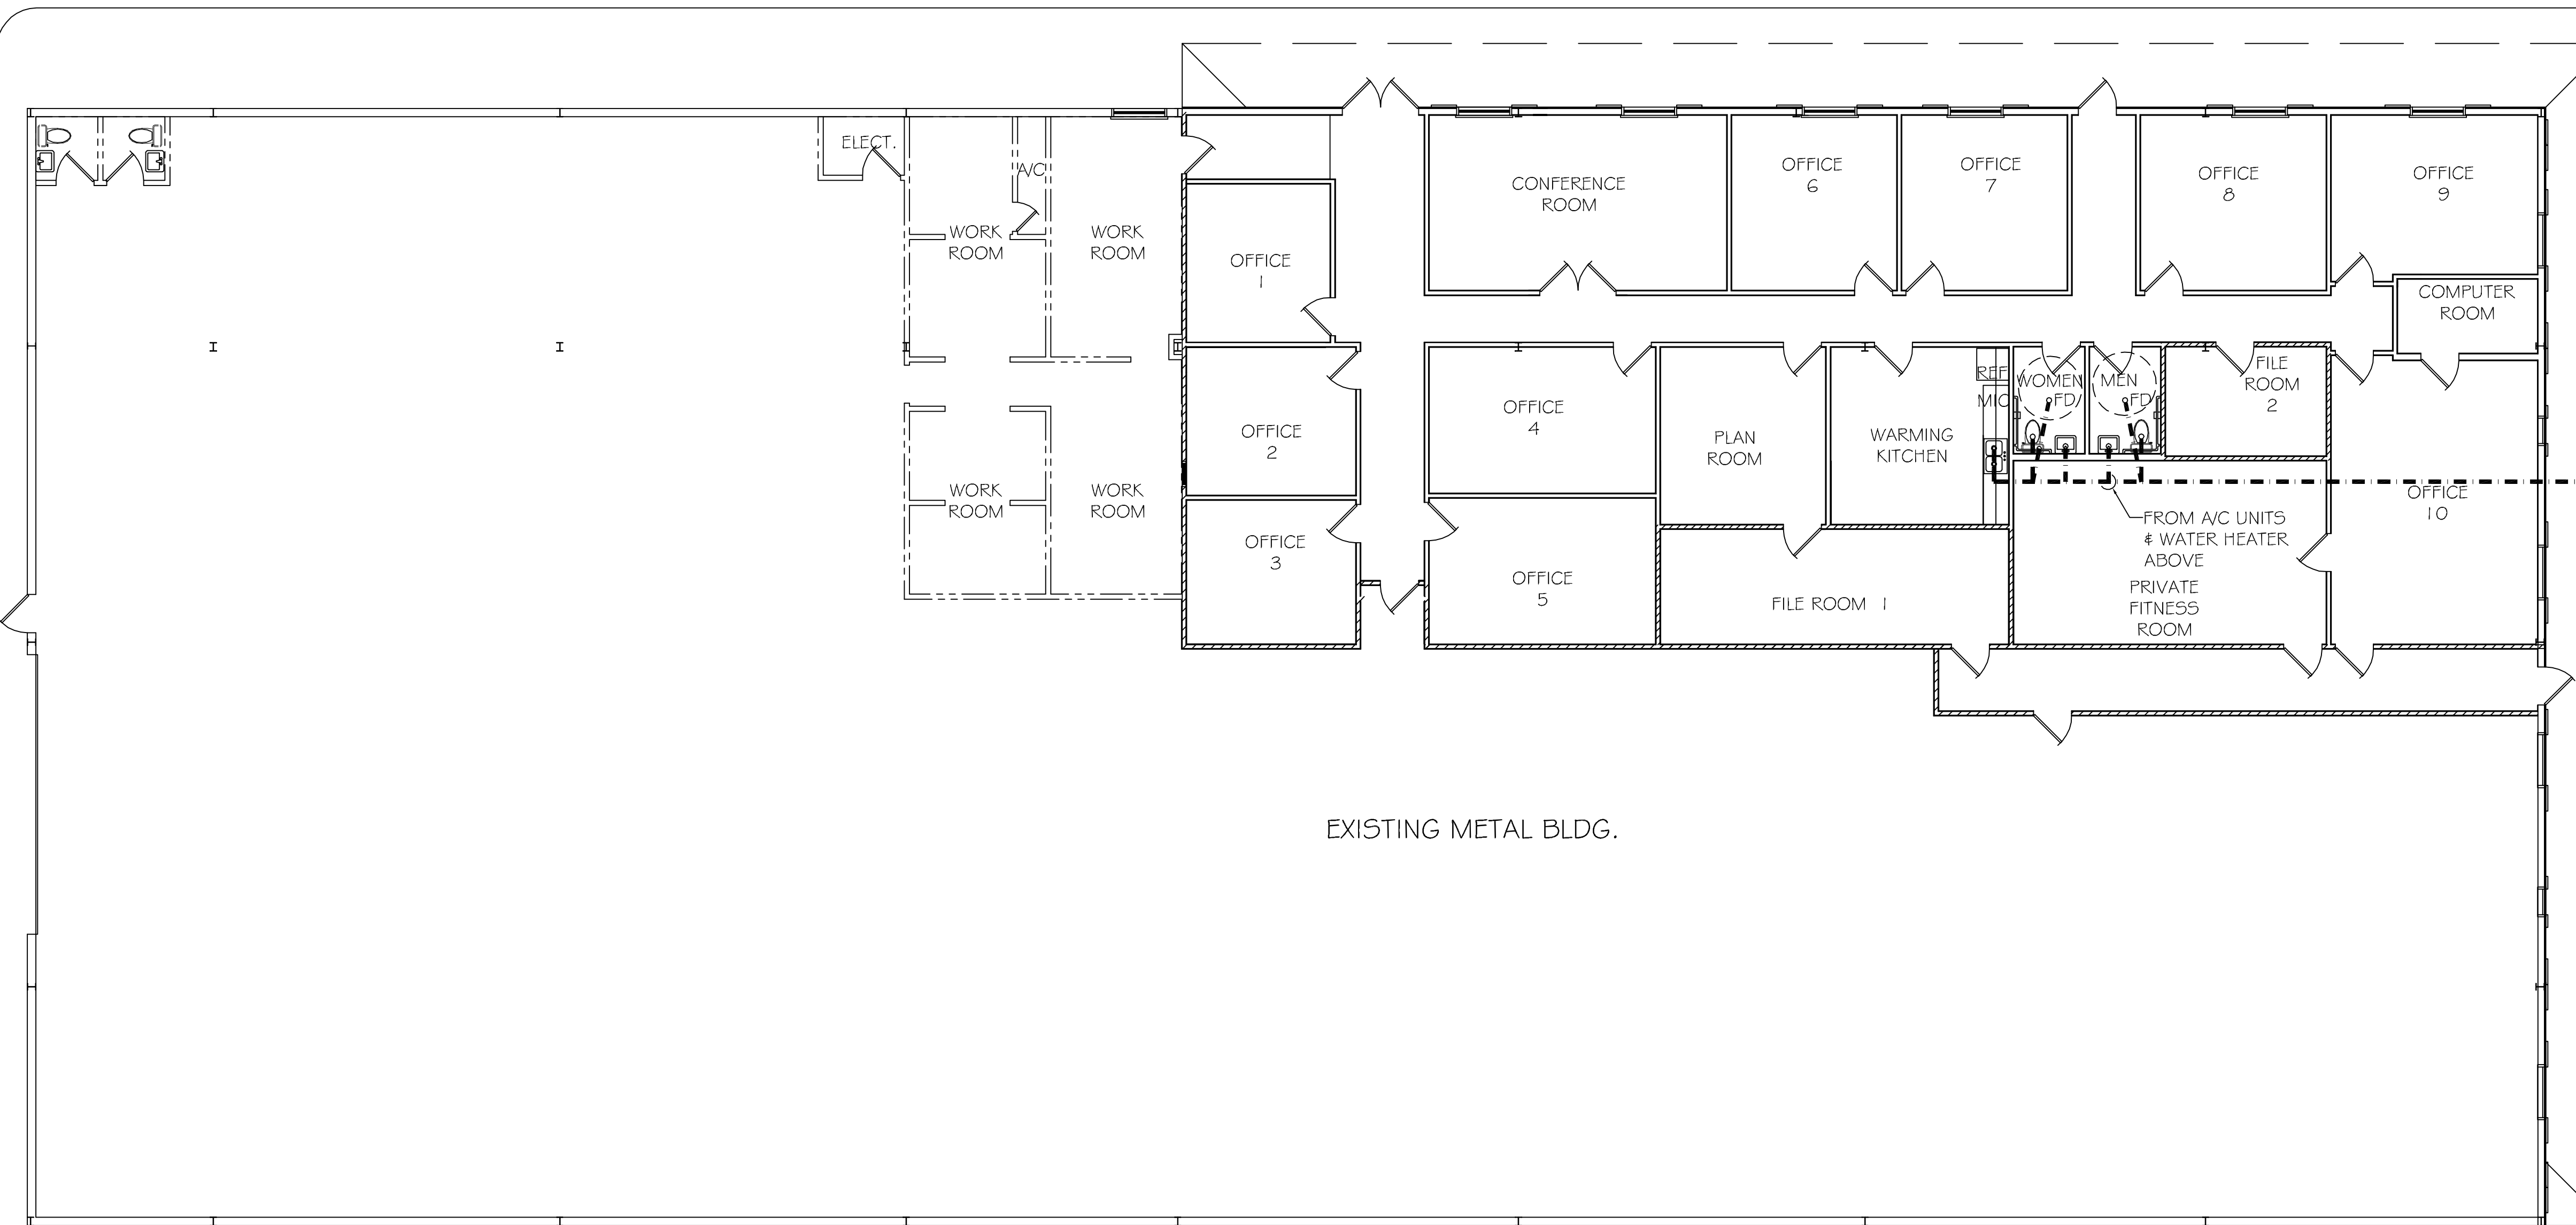 ELECT.
A/C
WORK
ROOM
WORK
ROOM
WORK
ROOM
WORK
ROOM
OFFICE
1
OFFICE
2
OFFICE
3
CONFERENCE
ROOM
OFFICE
6
OFFICE
7
OFFICE
8
OFFICE
9
COMPUTER
ROOM
OFFICE
4
OFFICE
5
PLAN
ROOM
WARMING
KITCHEN
REF
MIC
WOMEN
FD
MEN
FD
FILE
ROOM
2
OFFICE
10
FROM A/C UNITS
& WATER HEATER
ABOVE
PRIVATE
FITNESS
ROOM
FILE ROOM 1
EXISTING METAL BLDG.